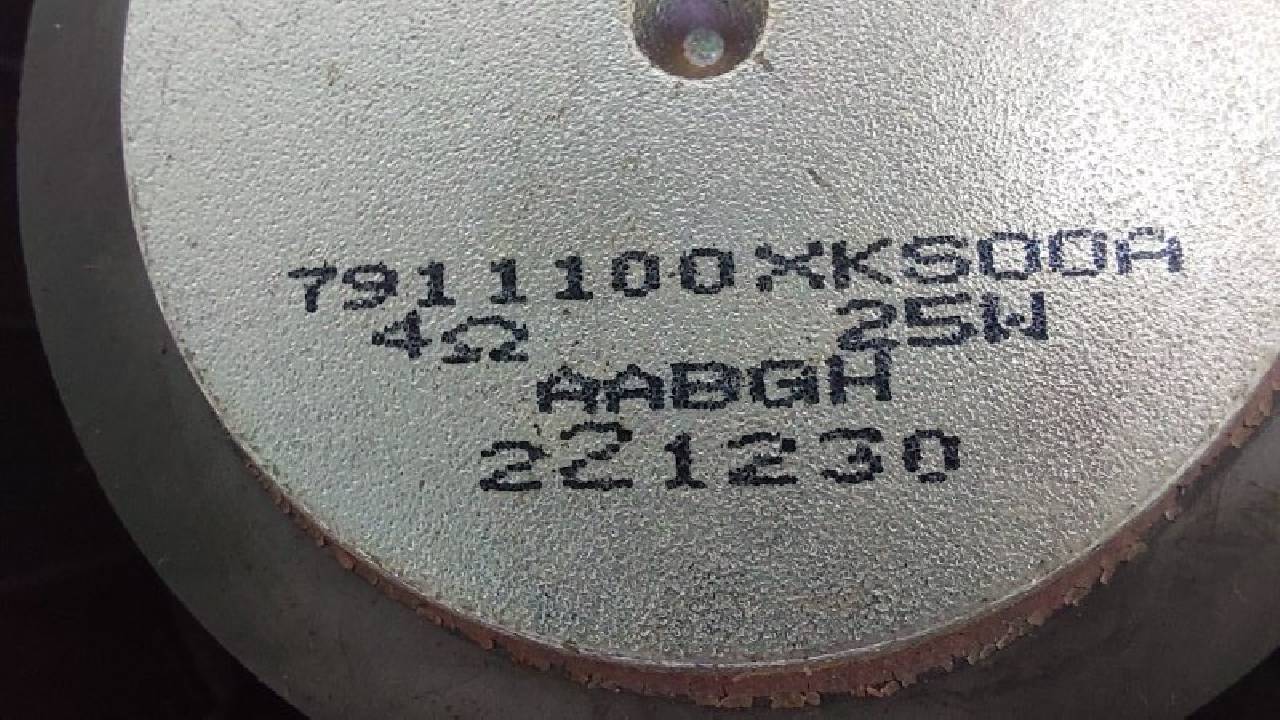 7911100XKS00A
4Ω 25W
AABGH
221230